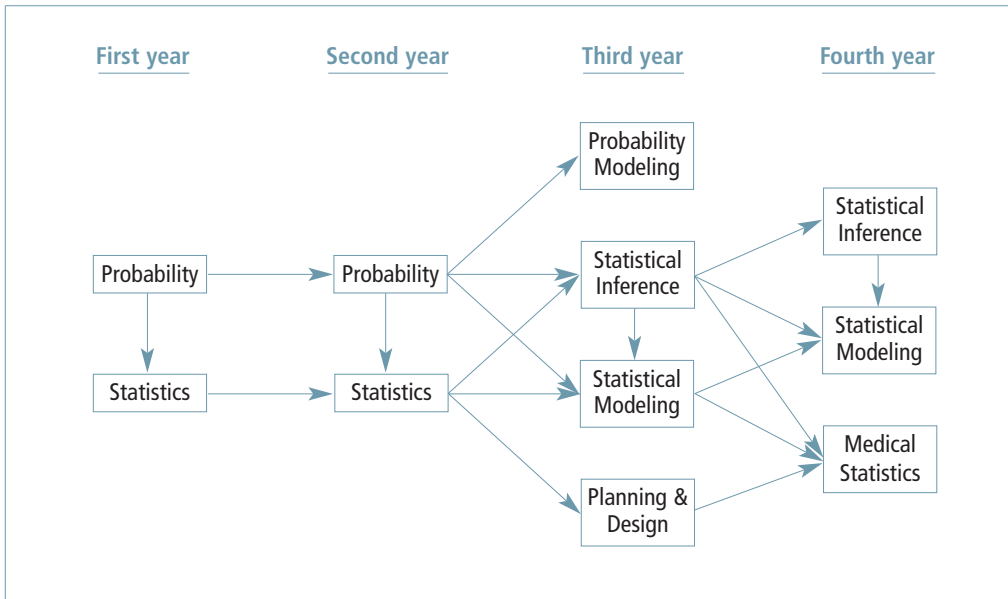 First year
Second year
Third year
Fourth year
Probability
Modeling
Statistical
Inference
Probability
Probability
Statistical
Inference
Statistical
Modeling
Statistics
Statistics
Statistical
Modeling
Medical
Statistics
Planning &
Design